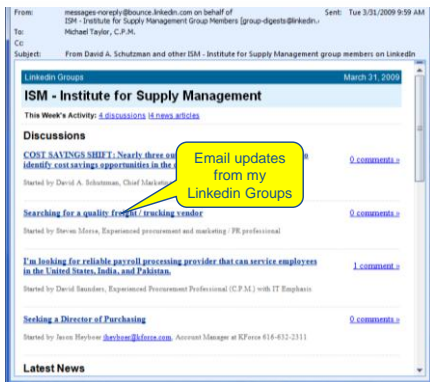 From: messages-noreply@bounce.linkedin.com on behalf of Sent: Tue 3/31/2009 9:59 AM
ISM - Institute for Supply Management Group Members [group-digests@linkedin.
To: Michael Taylor, C.P.M.
Cc
Subject: From David A. Schutzman and other ISM - Institute for Supply Management group members on LinkedIn
Linkedin Groups March 31, 2009
ISM - Institute for Supply Management
This Week's Activity: 4 discussions 4 news articles
Discussions
COST SAVINGS SHIFT: Nearly three ou to
identify cost savings opportunities in the 0 comments »
Started by David A. Schutzman, Chief Marketin
Email updates
from my
Linkedin Groups
Searching for a quality freight / trucking vendor 0 comments »
Started by Steven Morse, Experienced procurement and marketing / PR professional
I'm looking for reliable payroll processing provider that can service employees
in the United States, India, and Pakistan. 1 comment »
Started by David Saunders, Experienced Procurement Professional (C.P.M.) with IT Emphasis
Seeking a Director of Purchasing 0 comments »
Started by Jason Heyboer theyboer@kforce.com, Account Manager at KForce 616-632-2311
Latest News